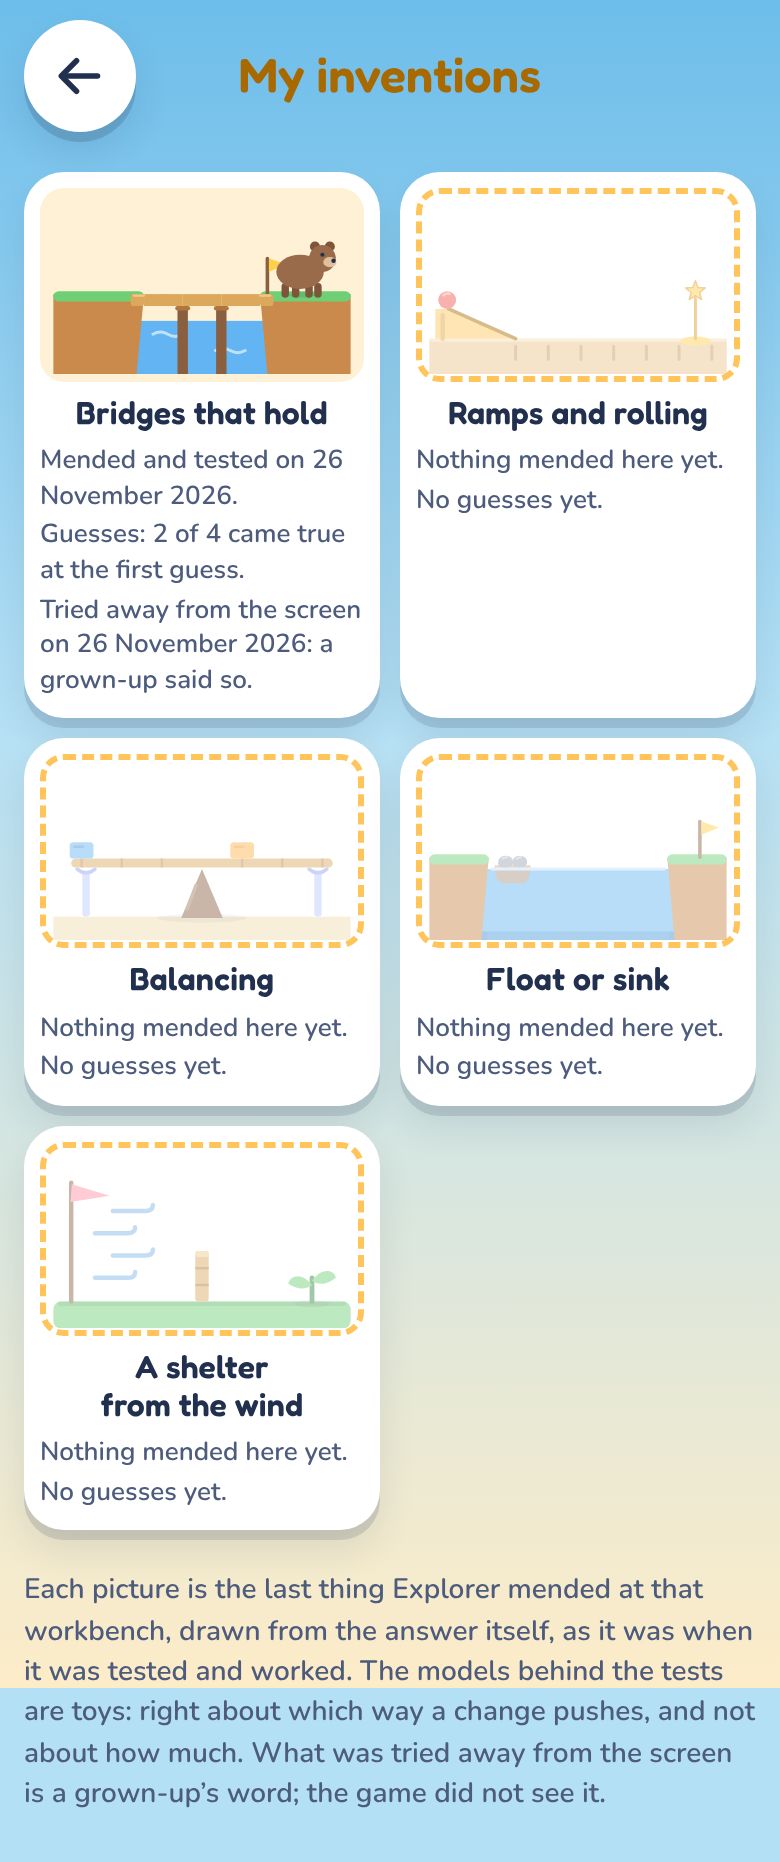 My inventions
Bridges that hold
Mended and tested on 26
November 2026.
Guesses: 2 of 4 came true
at the first guess.
Tried away from the screen
on 26 November 2026: a
grown-up said so.
Ramps and rolling
Nothing mended here yet.
No guesses yet.
Balancing
Nothing mended here yet.
No guesses yet.
Float or sink
Nothing mended here yet.
No guesses yet.
A shelter
from the wind
Nothing mended here yet.
No guesses yet.
Each picture is the last thing Explorer mended at that
workbench, drawn from the answer itself, as it was when
it was tested and worked. The models behind the tests
are toys: right about which way a change pushes, and not
about how much. What was tried away from the screen
is a grown-up’s word; the game did not see it.